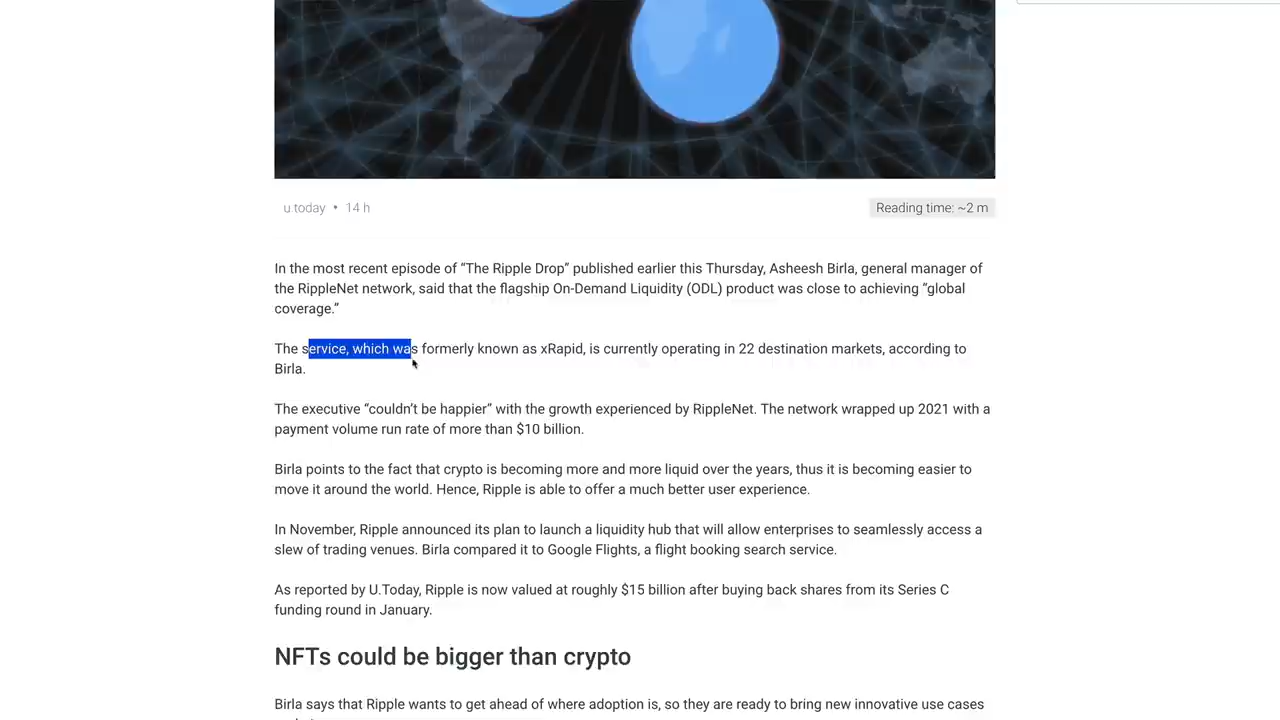 u.today • 14 h
Reading time: ~2 m
In the most recent episode of “The Ripple Drop” published earlier this Thursday, Asheesh Birla, general manager of
the RippleNet network, said that the flagship On-Demand Liquidity (ODL) product was close to achieving “global
coverage.”
The service, which was formerly known as xRapid, is currently operating in 22 destination markets, according to
Birla.
The executive “couldn’t be happier” with the growth experienced by RippleNet. The network wrapped up 2021 with a
payment volume run rate of more than $10 billion.
Birla points to the fact that crypto is becoming more and more liquid over the years, thus it is becoming easier to
move it around the world. Hence, Ripple is able to offer a much better user experience.
In November, Ripple announced its plan to launch a liquidity hub that will allow enterprises to seamlessly access a
slew of trading venues. Birla compared it to Google Flights, a flight booking search service.
As reported by U.Today, Ripple is now valued at roughly $15 billion after buying back shares from its Series C
funding round in January.
NFTs could be bigger than crypto
Birla says that Ripple wants to get ahead of where adoption is, so they are ready to bring new innovative use cases